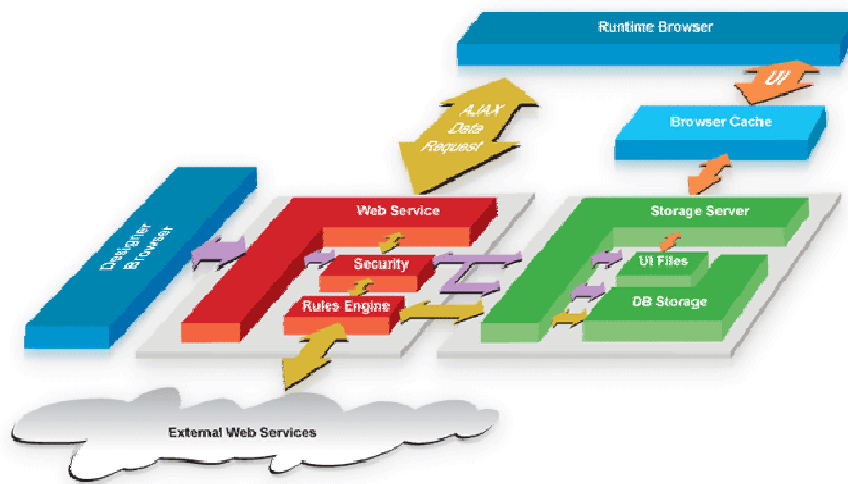 Runtime Browser
UI
AJAX
Data
Request
Browser Cache
Designer
Browser
Web Service
Storage Server
Security
UI Files
Rules Engine
DB Storage
External Web Services